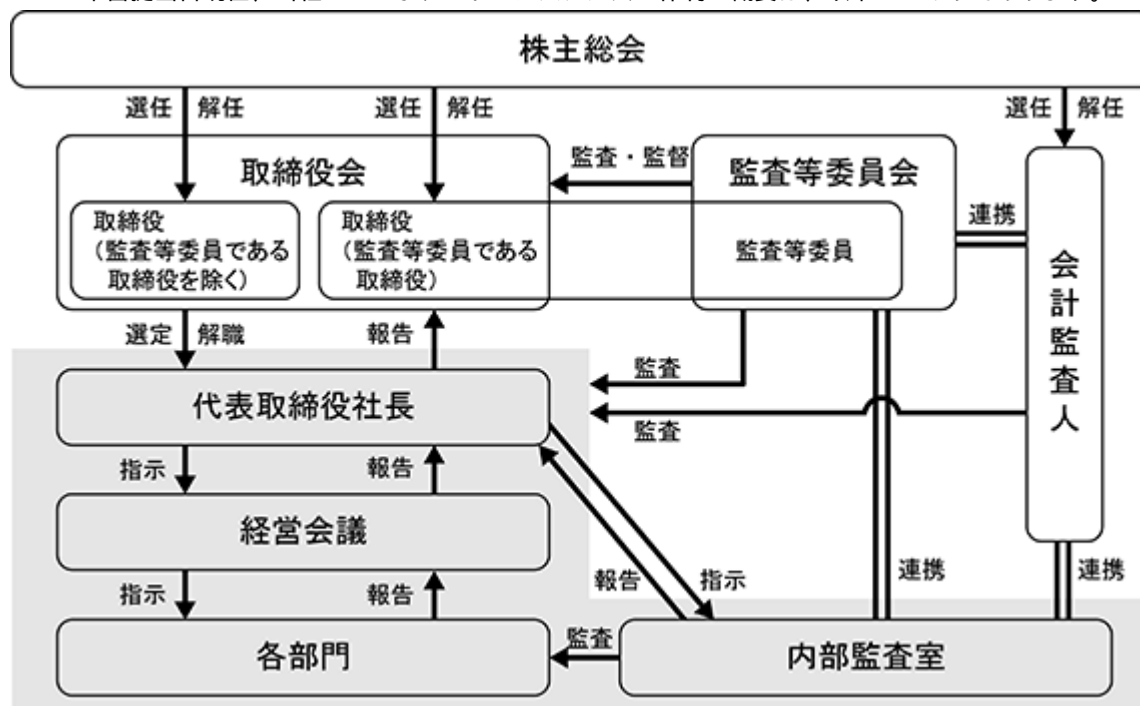 株主総会
選任 解任
選任 解任
選任 解任
取締役会
監査・監督
監査等委員会
取締役
（監査等委員である
取締役を除く）
取締役
（監査等委員である
取締役）
監査等委員
連携
会計監査人
選定 解職
報告
監査
代表取締役社長
監査
指示
報告
経営会議
指示
報告
報告
指示
連携
連携
各部門
監査
内部監査室